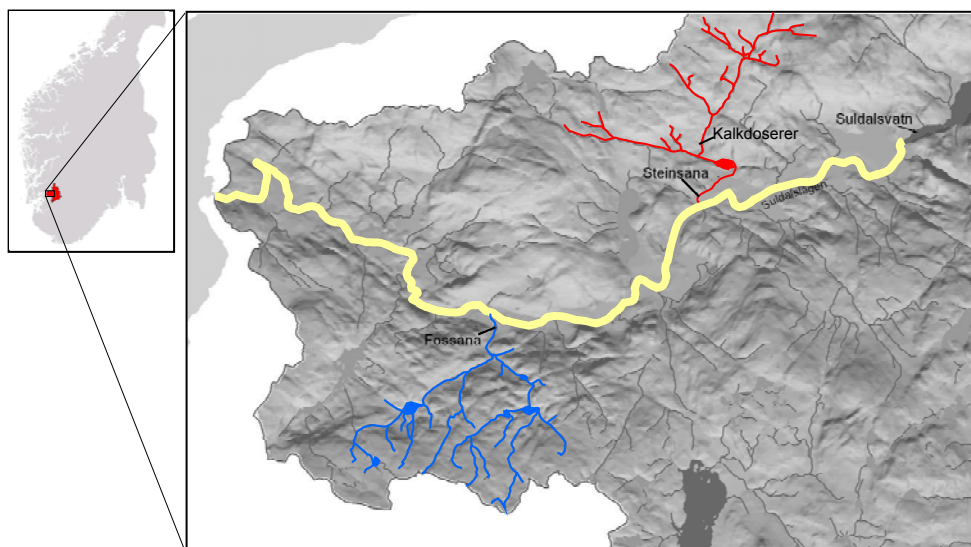 Suldalsvatn
Kalkdoserer
Steinsana
Suldalslågen
Fossana